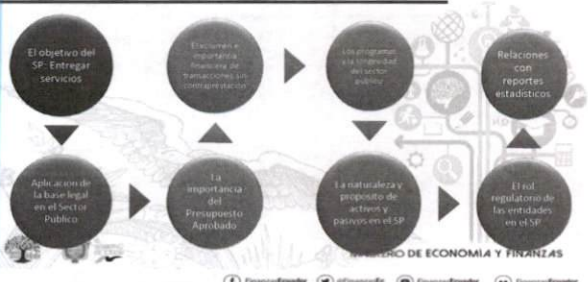 El objetivo del
SP- Entregar
servicios
El volumen e
importancia
financiera de
transacciones sin
contraprestación
Los programas
y la longevidad
del sector
público
Relaciones
con
reportes
estadísticos
Aplicación de
la base legal
en el Sector
Publico
La
importancia
del
Presupuesto
Aprobado
La naturaleza y
propósito de
activos y
pasivos en el SP
El rol
regulatorio de
las entidades
en el SP
DE ECONOMÍA Y FINANZAS